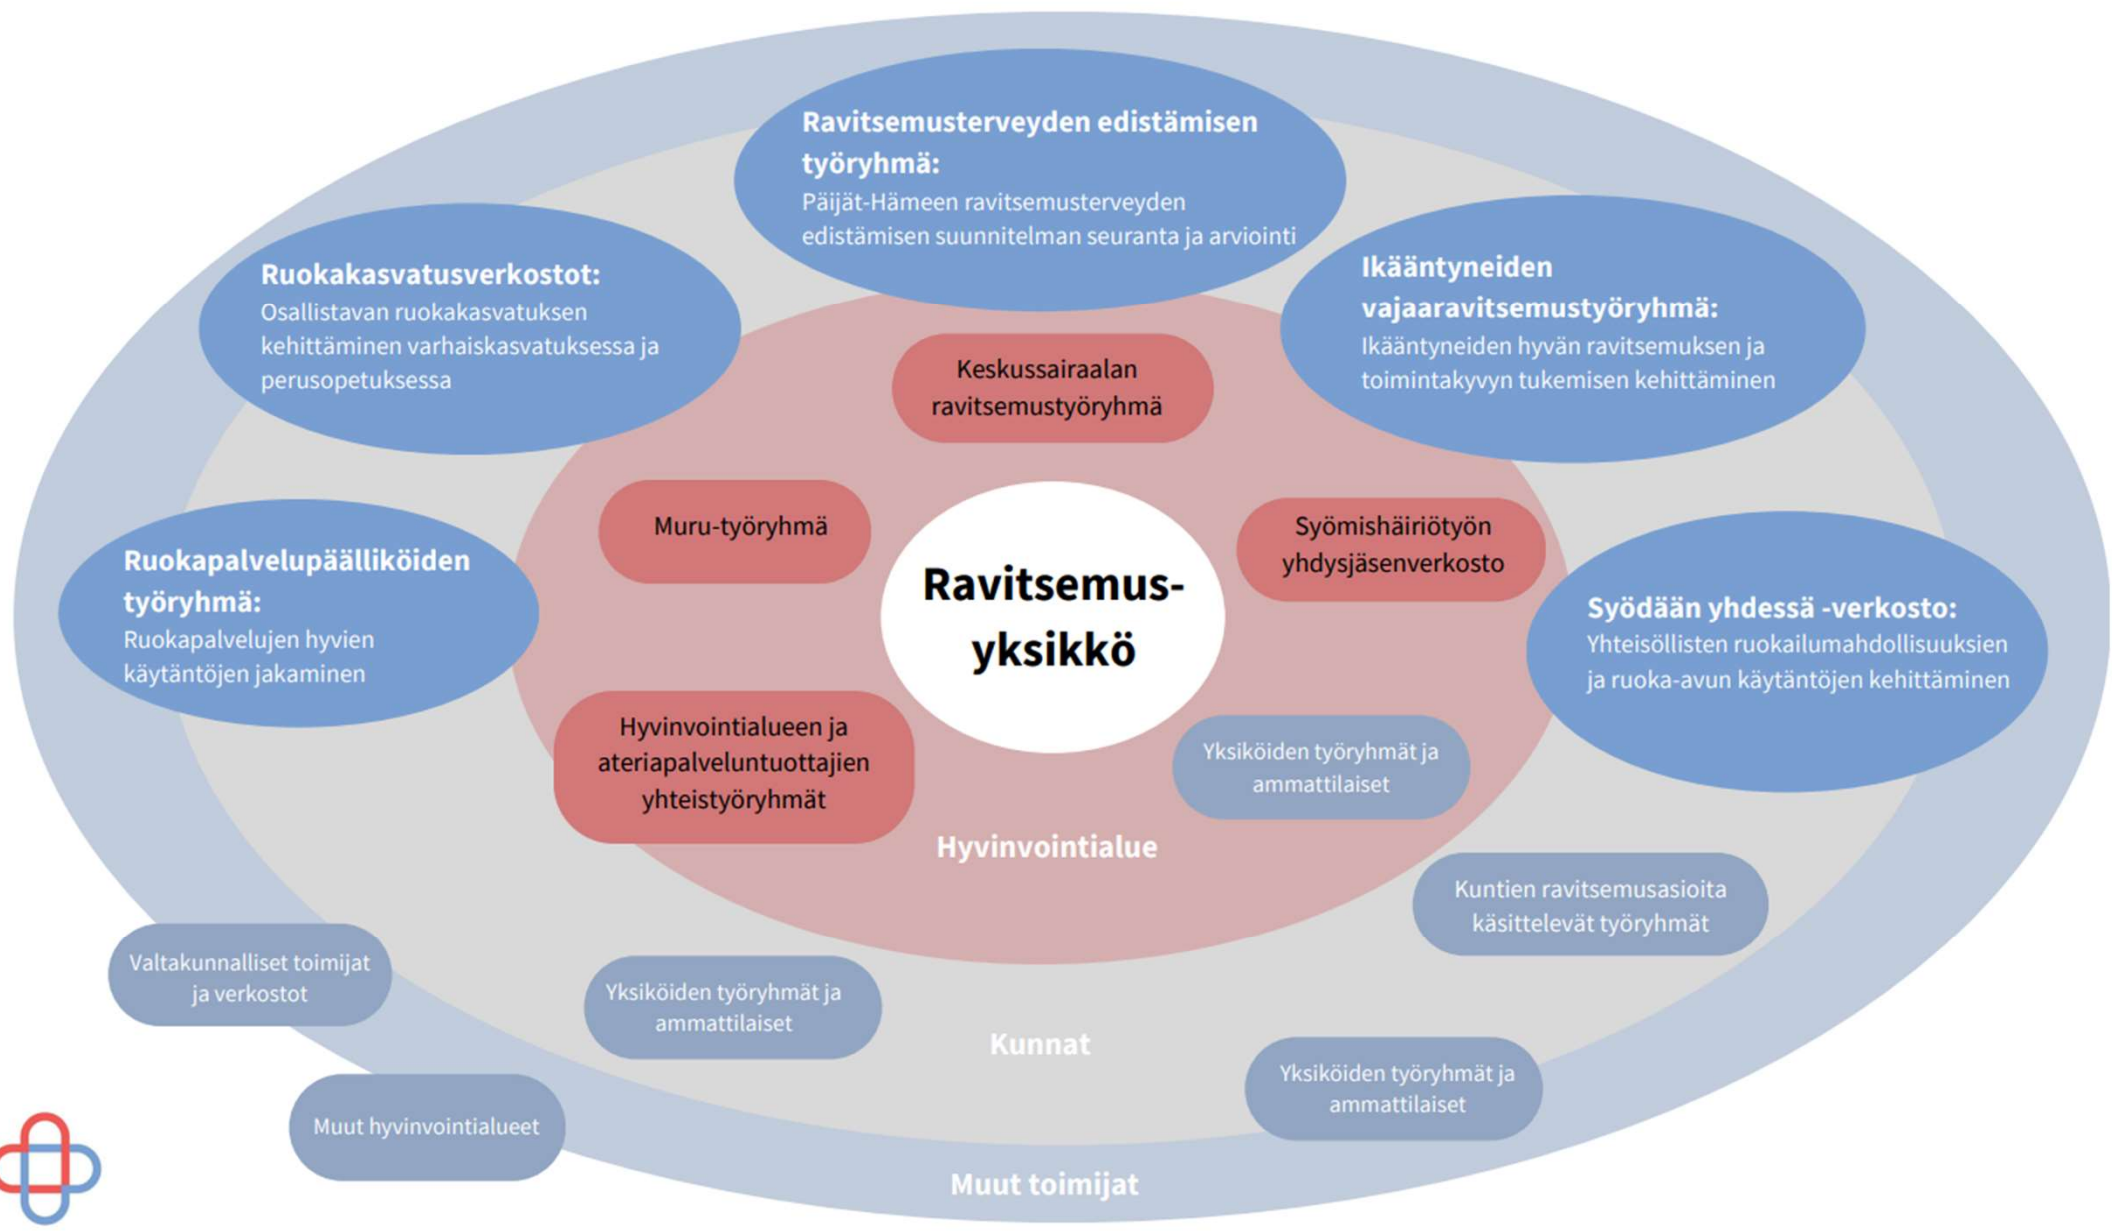 Ravitsemusterveyden edistämisen
työryhmä:
Päijät-Hämeen ravitsemusterveyden
edistämisen suunnitelman seuranta ja arviointi
Ruokakasvatusverkostot:
Osallistavan ruokakasvatuksen
kehittäminen varhaiskasvatuksessa ja
perusopetuksessa
Ikääntyneiden
vajaaravitsemustyöryhmä:
Ikääntyneiden hyvän ravitsemuksen ja
toimintakyvyn tukemisen kehittäminen
Keskussairaalan
ravitsemustyöryhmä
Muru-työryhmä
Syömishäiriötyön
yhdysjäsenverkosto
Ruokapalvelupäälliköiden
työryhmä:
Ruokapalvelujen hyvien
käytäntöjen jakaminen
Ravitsemus-
yksikkö
Syödään yhdessä -verkosto:
Yhteisöllisten ruokailumahdollisuuksien
ja ruoka-avun käytäntöjen kehittäminen
Hyvinvointialueen ja
ateriapalveluntuottajien
yhteistyöryhmät
Yksiköiden työryhmät ja
ammattilaiset
Hyvinvointialue
Kuntien ravitsemusasioita
käsittelevät työryhmät
Valtakunnalliset toimijat
ja verkostot
Yksiköiden työryhmät ja
ammattilaiset
Kunnat
Yksiköiden työryhmät ja
ammattilaiset
Muut hyvinvointialueet
Muut toimijat